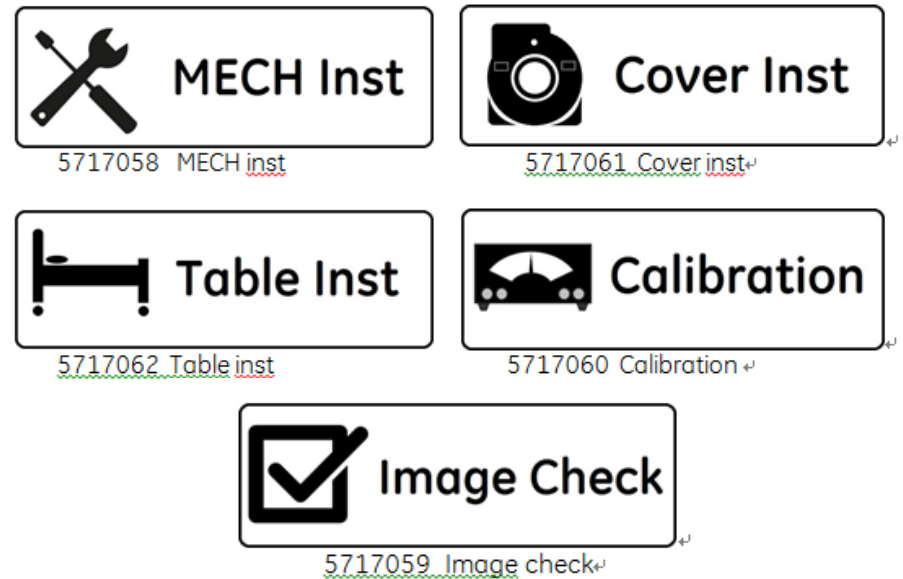 MECH Inst
Cover Inst
5717058 MECH inst
5717061 Cover inst
Table Inst
Calibration
5717062 Table inst
5717060 Calibration
Image Check
5717059 Image check